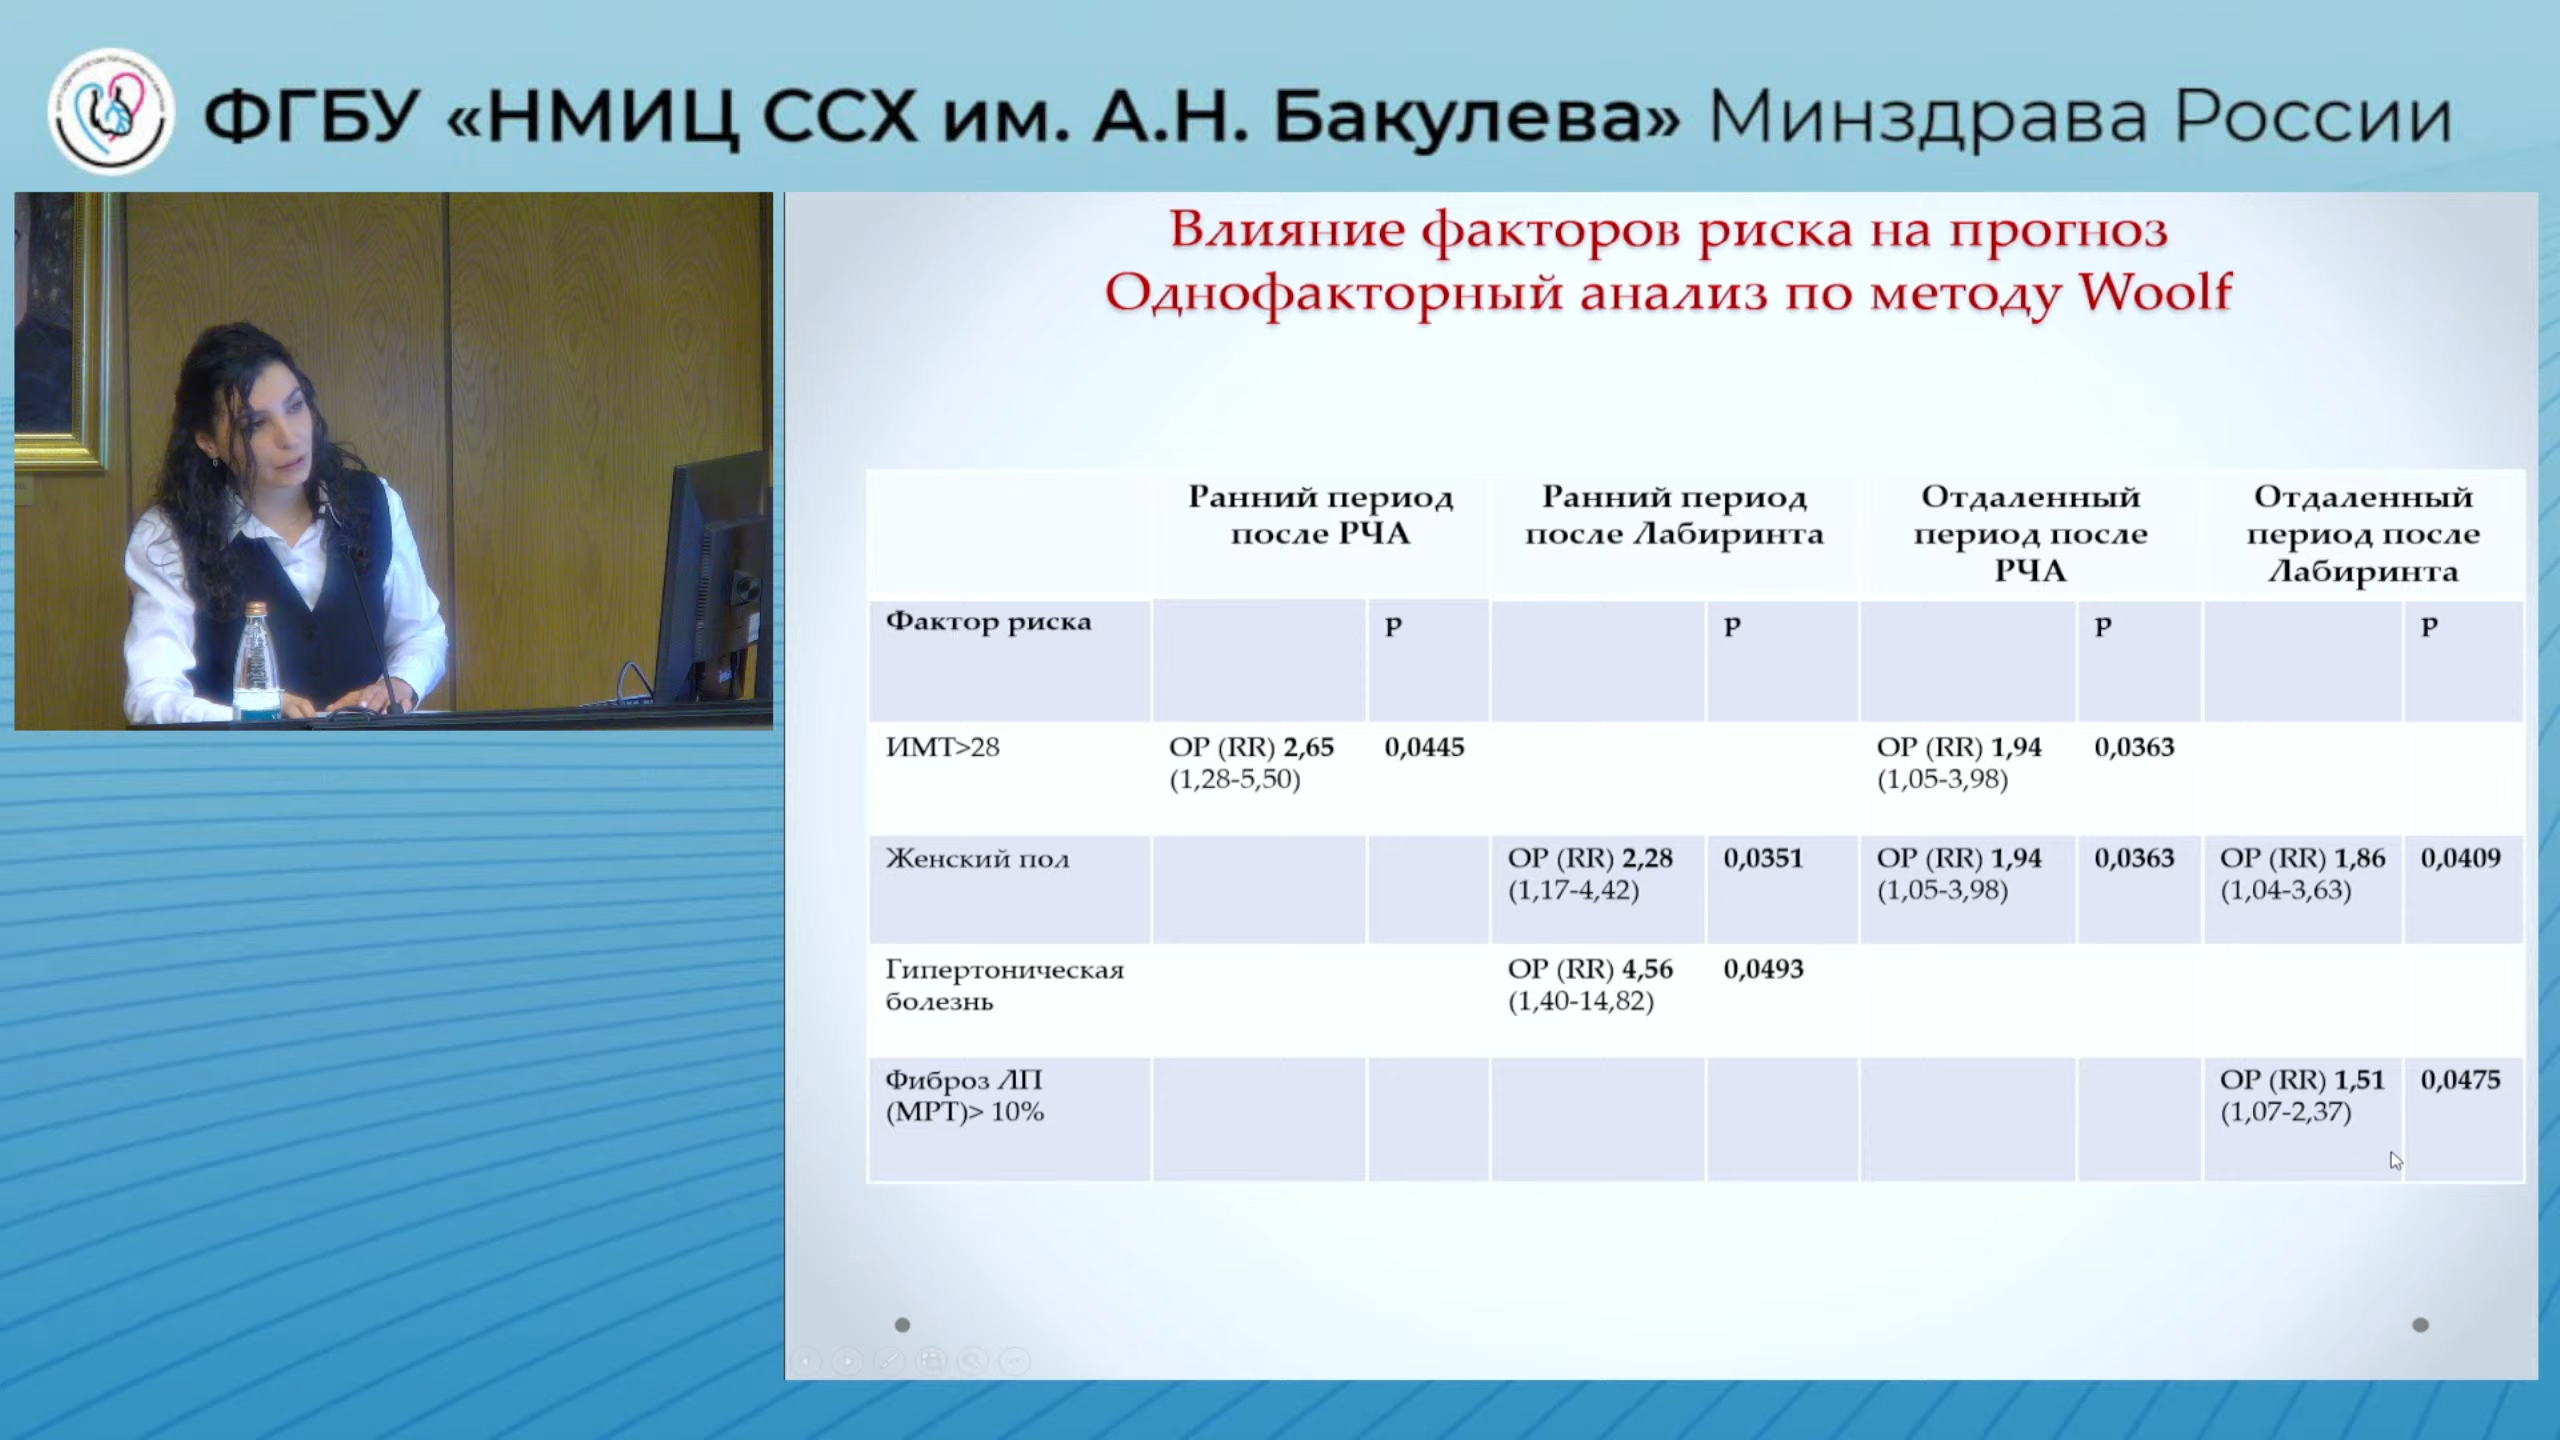 ФГБУ «НМИЦ ССХ им. А.Н. Бакулева» Минздрава России
Влияние факторов риска на прогноз
Однофакторный анализ по методу Woolf
Ранний период
после РЧА
Ранний период
после Лабиринта
Отдаленный
период после
РЧА
Отдаленный
период после
Лабиринта
Фактор риска
p
p
p
p
ИМТ>28
ОР (RR) 2,65
(1,28-5,50)
0,0445
ОР (RR) 1,94
(1,05-3,98)
0,0363
Женский пол
ОР (RR) 2,28
(1,17-4,42)
0,0351
ОР (RR) 1,94
(1,05-3,98)
0,0363
ОР (RR) 1,86
(1,04-3,63)
0,0409
Гипертоническая
болезнь
ОР (RR) 4,56
(1,40-14,82)
0,0493
Фиброз ЛП
(МРТ)> 10%
ОР (RR) 1,51
(1,07-2,37)
0,0475